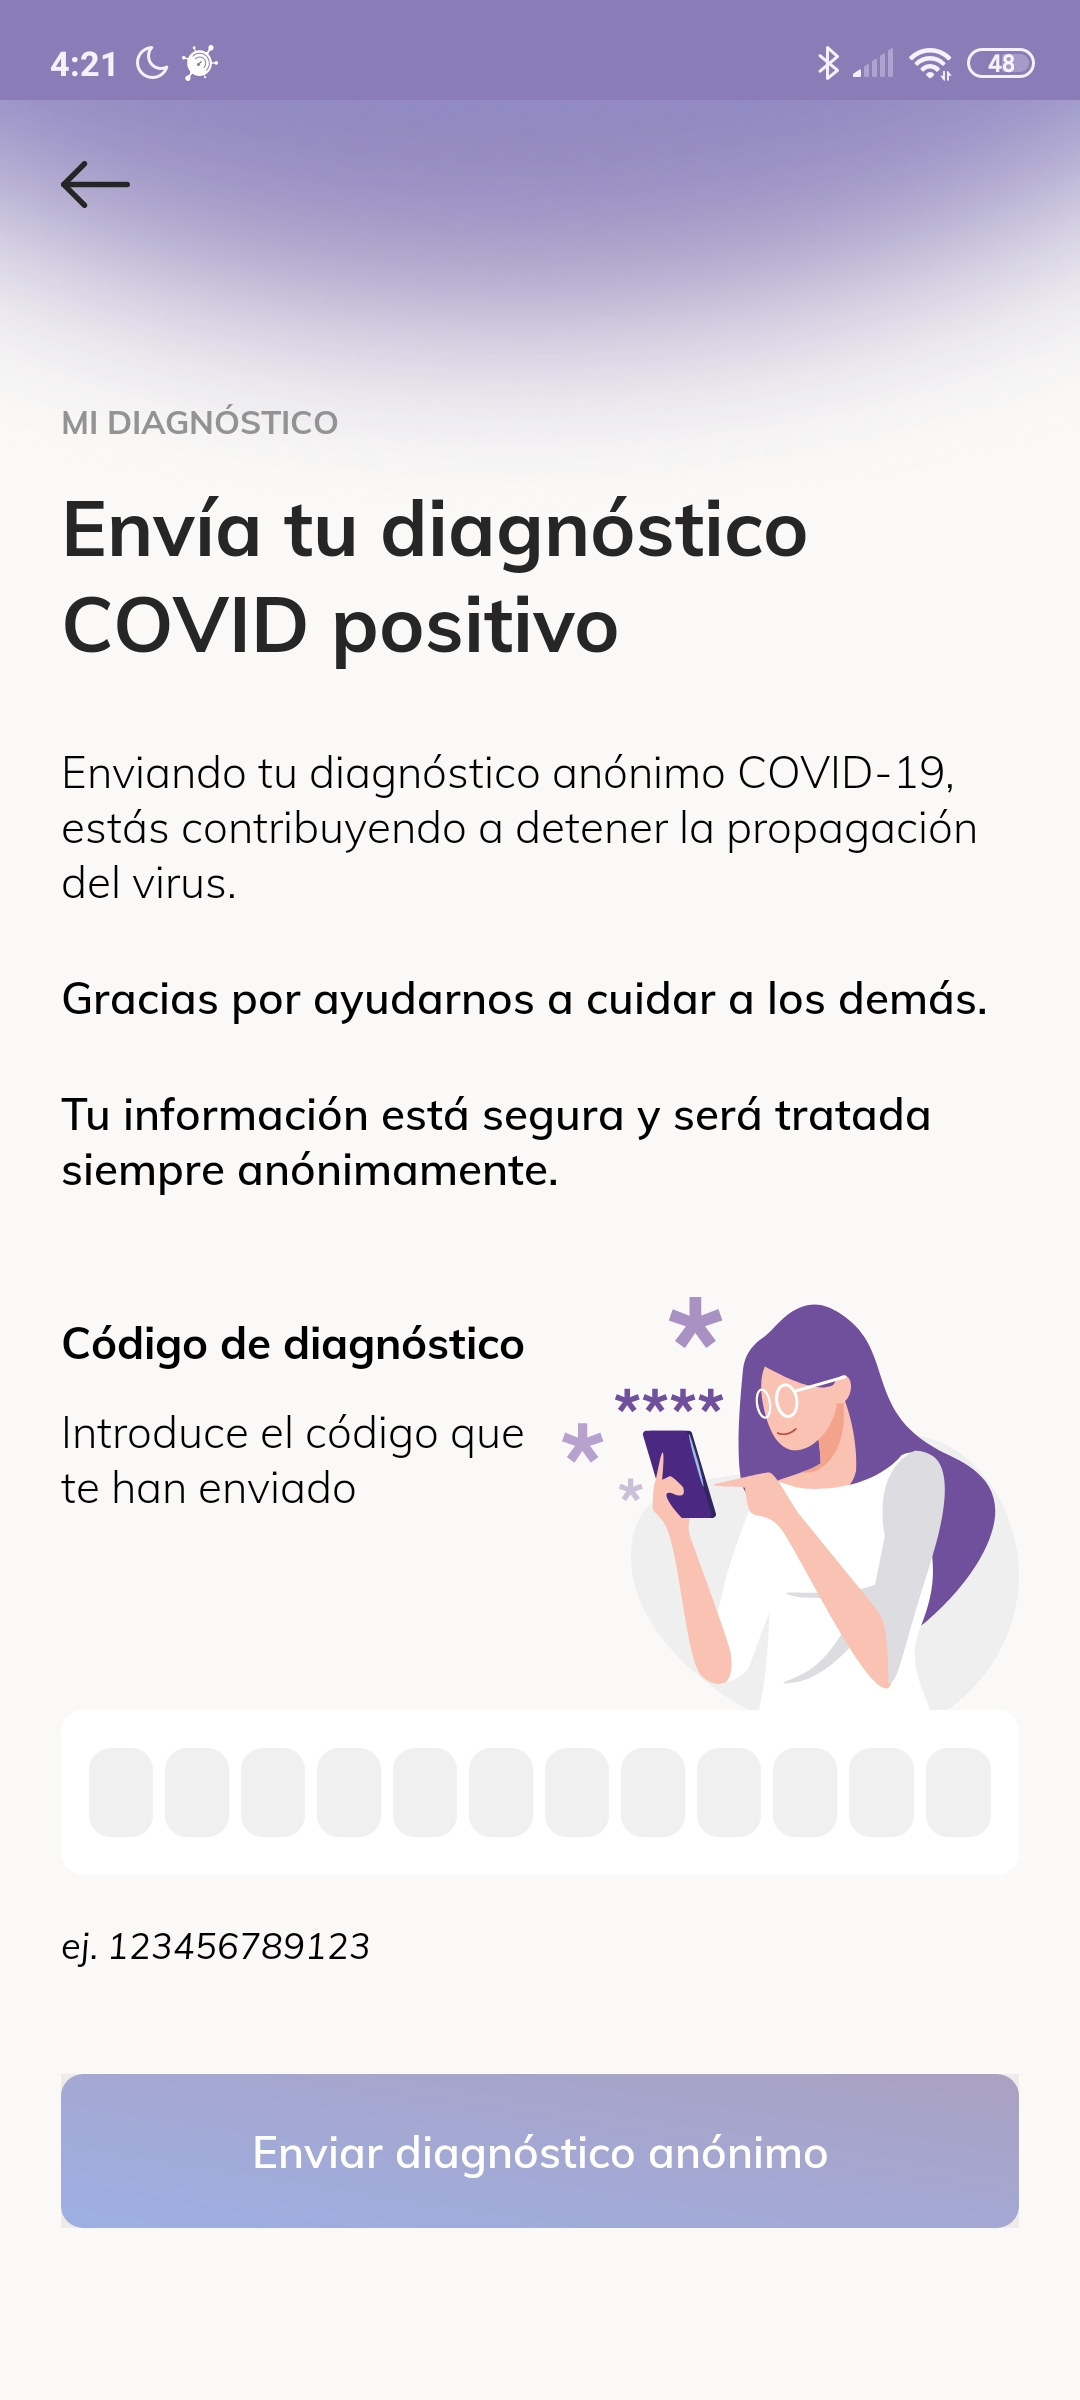 4:21
48
MI DIAGNÓSTICO
Envía tu diagnóstico
COVID positivo
Enviando tu diagnóstico anónimo COVID-19,
estás contribuyendo a detener la propagación
del virus.
Gracias por ayudarnos a cuidar a los demás.
Tu información está segura y será tratada
siempre anónimamente.
Código de diagnóstico
Introduce el código que
te han enviado
ej. 123456789123
Enviar diagnóstico anónimo